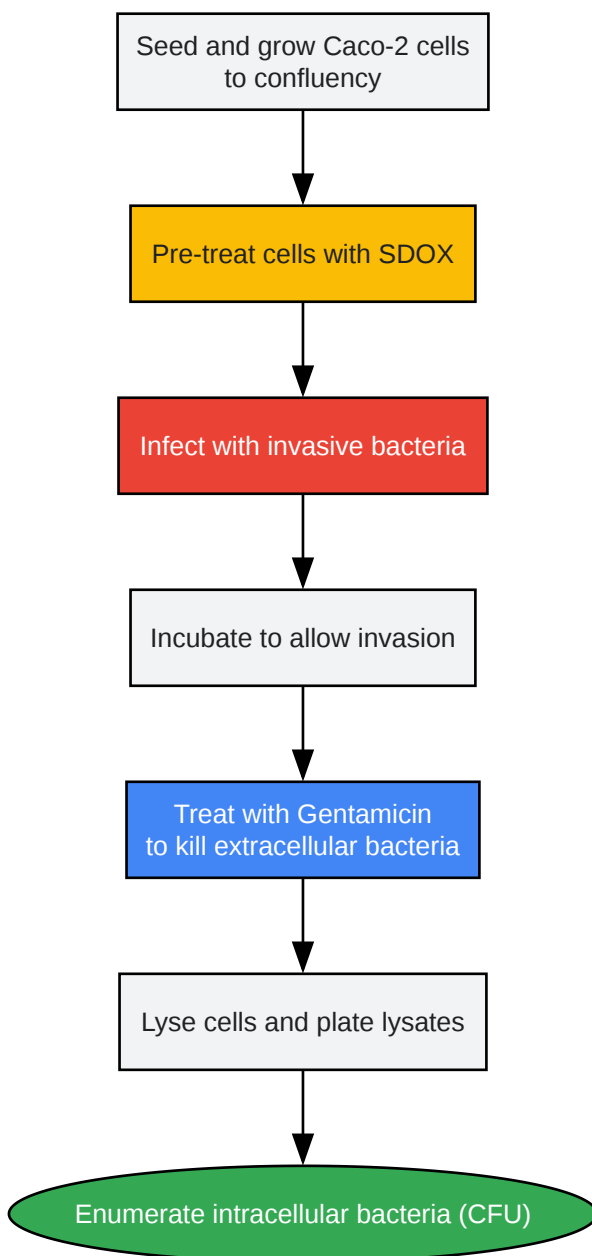 Seed and grow Caco-2 cells
to confluency
Pre-treat cells with SDOX
Infect with invasive bacteria
Incubate to allow invasion
Treat with Gentamicin
to kill extracellular bacteria
Lyse cells and plate lysates
Enumerate intracellular bacteria (CFU)